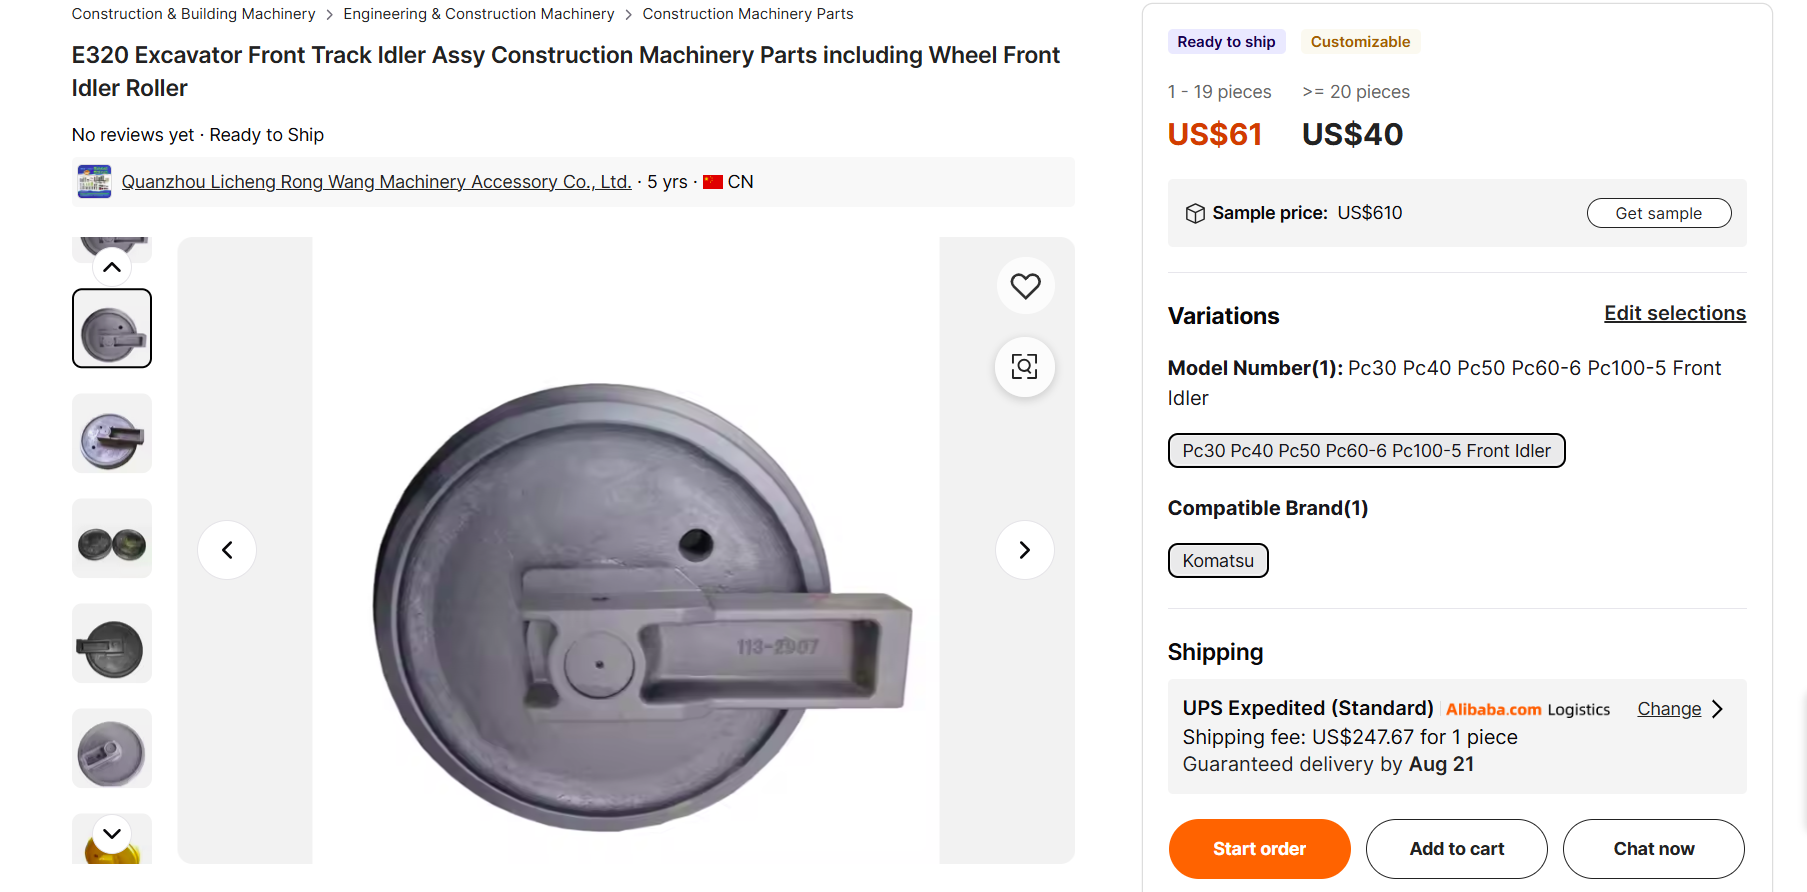 Construction & Building Machinery > Engineering & Construction Machinery > Construction Machinery Parts
E320 Excavator Front Track Idler Assy Construction Machinery Parts including Wheel Front
Idler Roller
No reviews yet · Ready to Ship
Quanzhou Licheng Rong Wang Machinery Accessory Co., Ltd. · 5 yrs · CN
113-2907
Ready to ship Customizable
1 - 19 pieces >= 20 pieces
US$61 US$40
Sample price: US$610 Get sample
Variations Edit selections
Model Number(1): Pc30 Pc40 Pc50 Pc60-6 Pc100-5 Front
Idler
Pc30 Pc40 Pc50 Pc60-6 Pc100-5 Front Idler
Compatible Brand(1)
Komatsu
Shipping
UPS Expedited (Standard) Alibaba.com Logistics Change >
Shipping fee: US$247.67 for 1 piece
Guaranteed delivery by Aug 21
Start order Add to cart Chat now